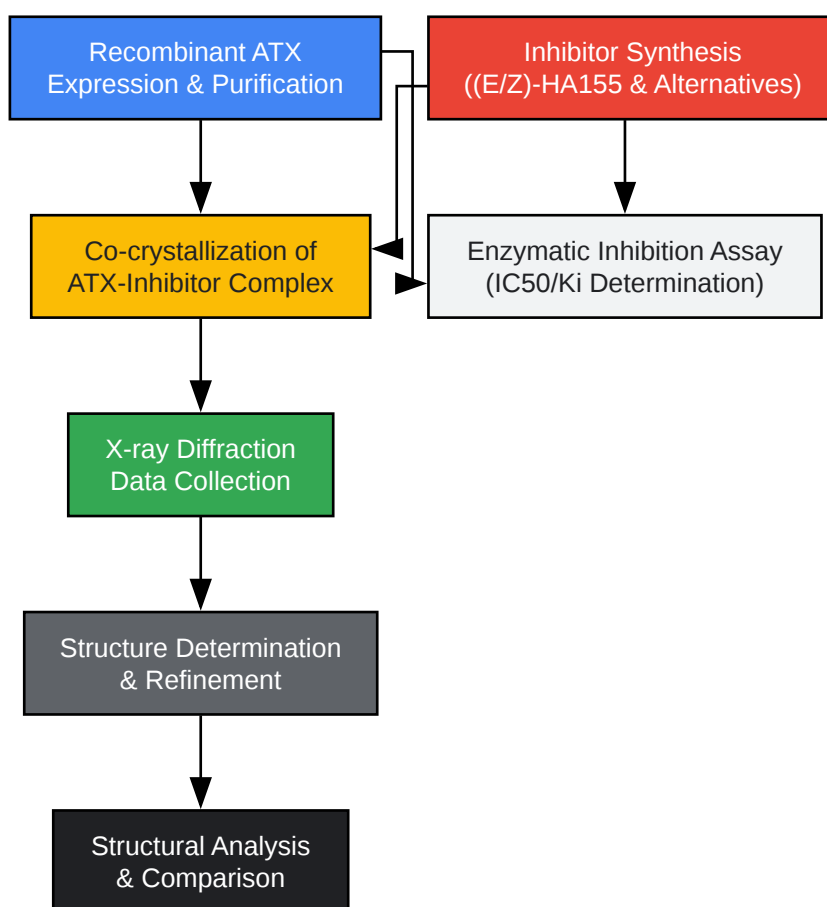 Recombinant ATX
Expression & Purification
Inhibitor Synthesis
((E/Z)-HA155 & Alternatives)
Co-crystallization of
ATX-Inhibitor Complex
Enzymatic Inhibition Assay
(IC50/Ki Determination)
X-ray Diffraction
Data Collection
Structure Determination
& Refinement
Structural Analysis
& Comparison